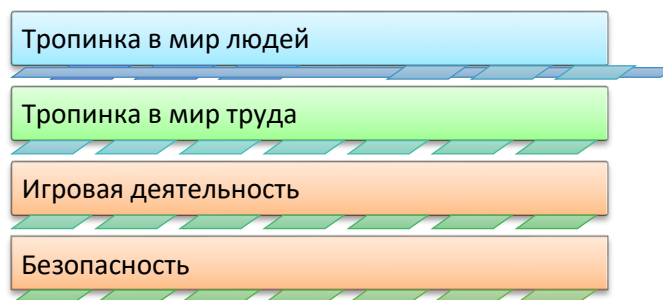 Тропинка в мир людей
Тропинка в мир труда
Игровая деятельность
Безопасность